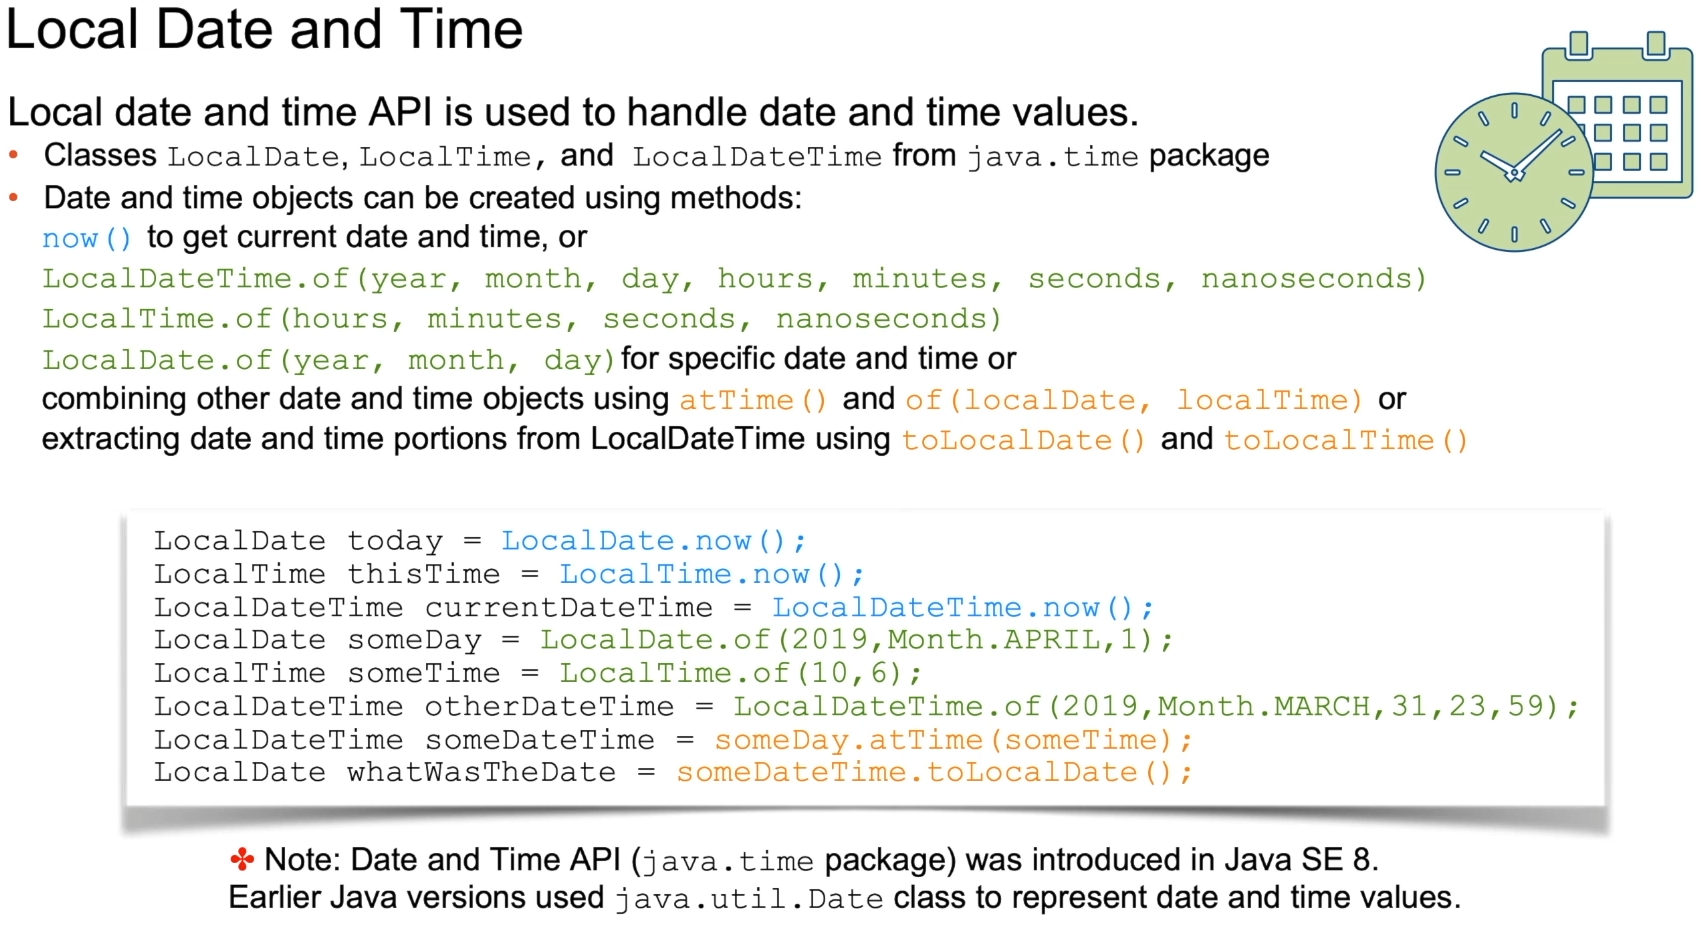 Local Date and Time
Local date and time API is used to handle date and time values.
• Classes LocalDate, LocalTime, and LocalDateTime from java.time package
• Date and time objects can be created using methods:
now() to get current date and time, or
LocalDateTime.of(year, month, day, hours, minutes, seconds, nanoseconds)
LocalTime.of(hours, minutes, seconds, nanoseconds)
LocalDate.of(year, month, day) for specific date and time or
combining other date and time objects using atTime() and of(localDate, localTime) or
extracting date and time portions from LocalDateTime using toLocalDate() and toLocalTime()
LocalDate today = LocalDate.now();
LocalTime thisTime = LocalTime.now();
LocalDateTime currentDateTime = LocalDateTime.now();
LocalDate someDay = LocalDate.of(2019,Month.APRIL,1);
LocalTime someTime = LocalTime.of(10,6);
LocalDateTime otherDateTime = LocalDateTime.of(2019,Month.MARCH,31,23,59);
LocalDateTime someDateTime = someDay.atTime(someTime);
LocalDate whatWasTheDate = someDateTime.toLocalDate();
✤ Note: Date and Time API (java.time package) was introduced in Java SE 8.
Earlier Java versions used java.util.Date class to represent date and time values.